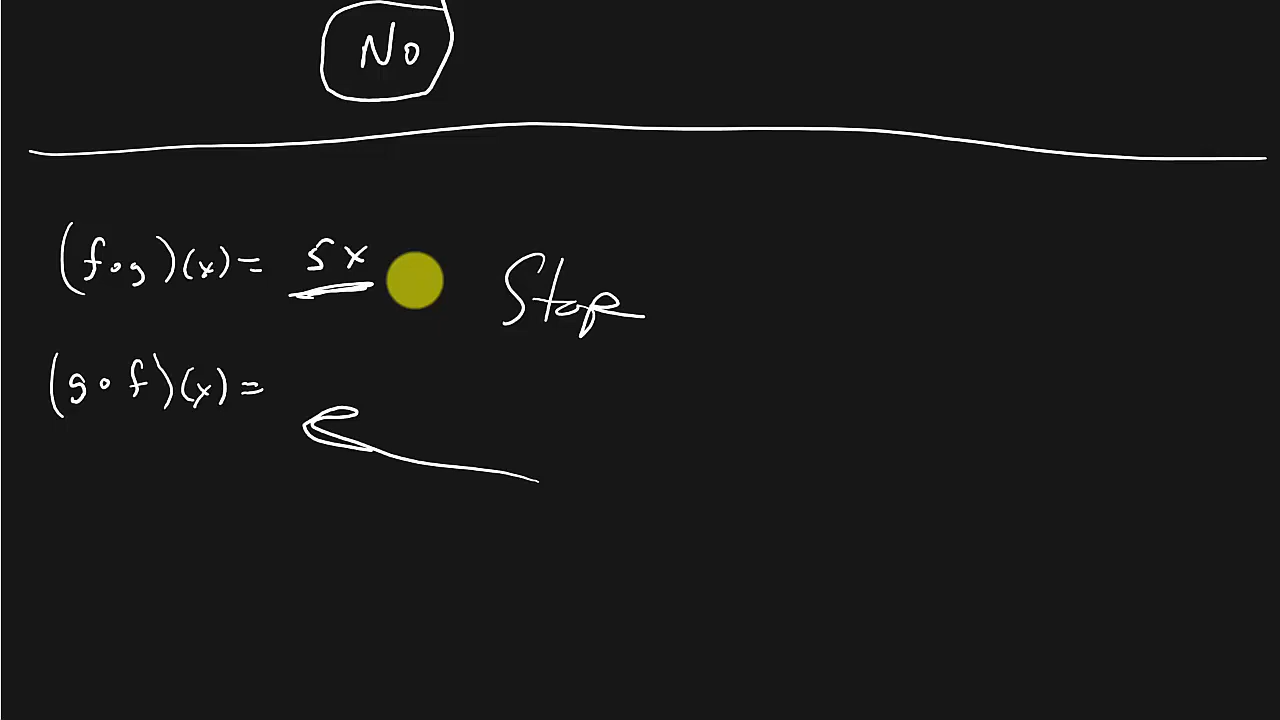 No
(f∘g)(x) = 5x
Stop
(g∘f)(x) =